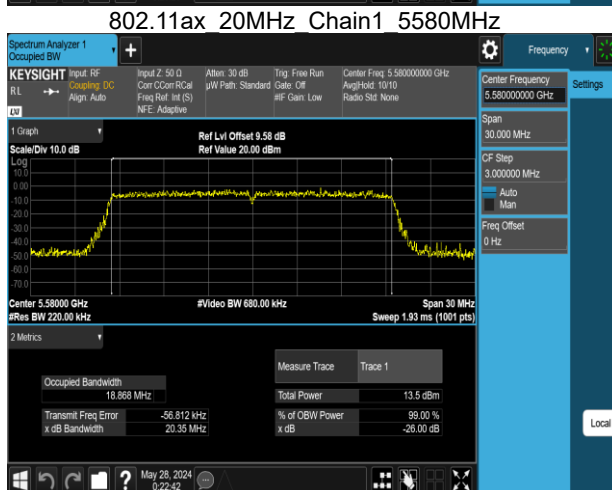 802.11ax_20MHz_Chain1_5580MHz
Spectrum Analyzer 1
Occupied BW
Frequency
KEYSIGHT
RL
Input: RF
Coupling: DC
Align: Auto
Input Z: 50 Ω
Corr CCorr RCal
Freq Ref: Int (S)
NFE: Adaptive
Atten: 30 dB
µW Path: Standard
Trig: Free Run
Gate: Off
#IF Gain: Low
Center Freq: 5.580000000 GHz
Avg|Hold: 10/10
Radio Std: None
Center Frequency
5.580000000 GHz
Settings
Span
30.000 MHz
CF Step
3.000000 MHz
Auto
Man
Freq Offset
0 Hz
Local
1 Graph
Scale/Div 10.0 dB
Ref Lvl Offset 9.58 dB
Ref Value 20.00 dBm
Log
10.0
0.00
-10.0
-20.0
-30.0
-40.0
-50.0
-60.0
-70.0
Center 5.58000 GHz
#Res BW 220.00 kHz
#Video BW 680.00 kHz
Span 30 MHz
Sweep 1.93 ms (1001 pts)
2 Metrics
Measure Trace Trace 1
Occupied Bandwidth
18.868 MHz
Total Power 13.5 dBm
Transmit Freq Error -56.812 kHz
% of OBW Power 99.00 %
x dB Bandwidth 20.35 MHz
x dB -26.00 dB
May 28, 2024
0:22:42